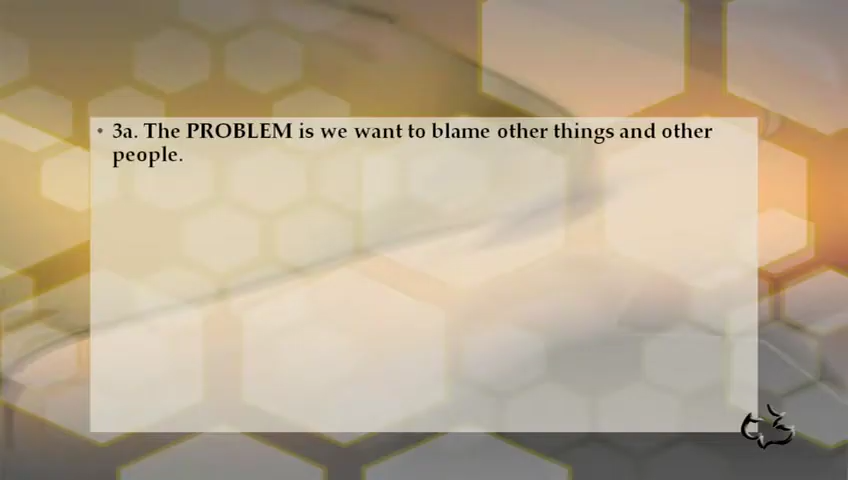 • 3a. The PROBLEM is we want to blame other things and other
people.